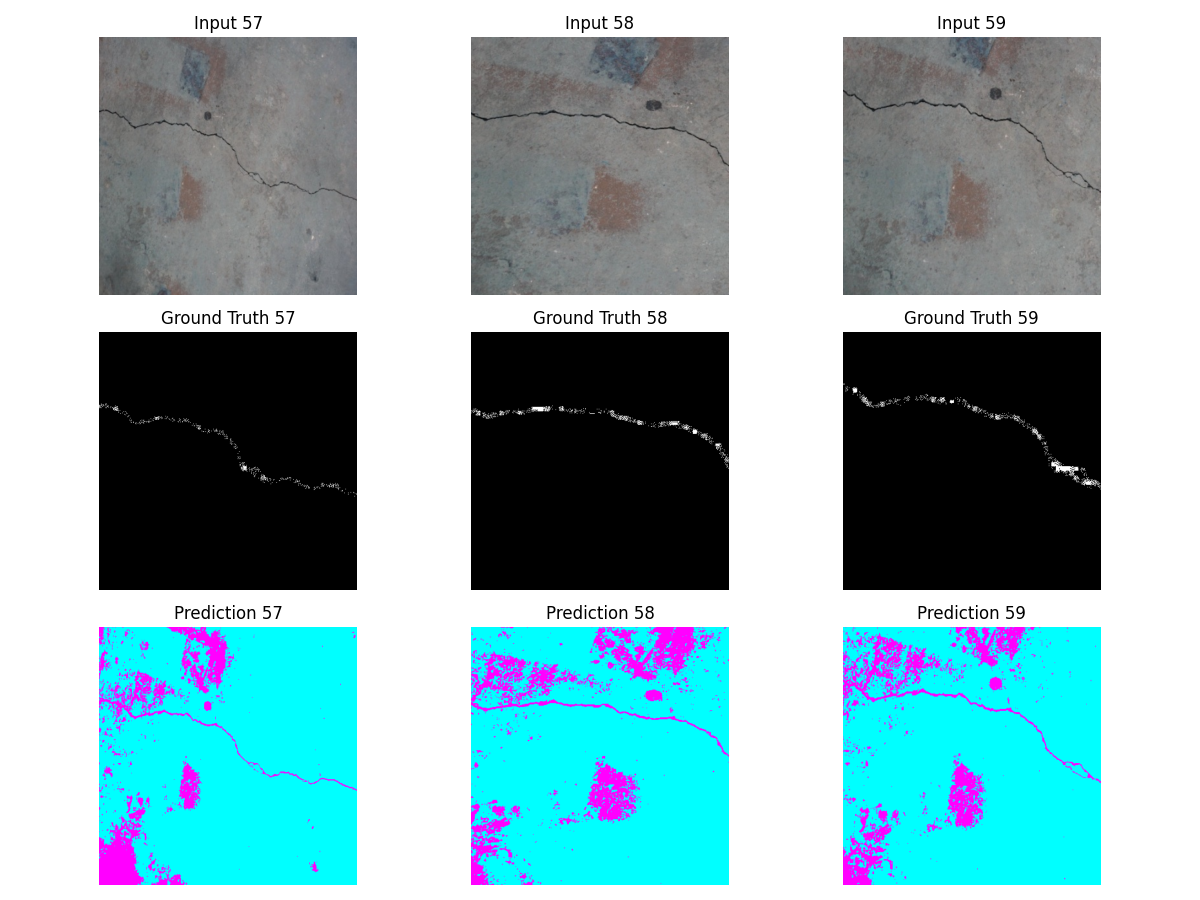 Input 57
Input 58
Input 59
Ground Truth 57
Ground Truth 58
Ground Truth 59
Prediction 57
Prediction 58
Prediction 59